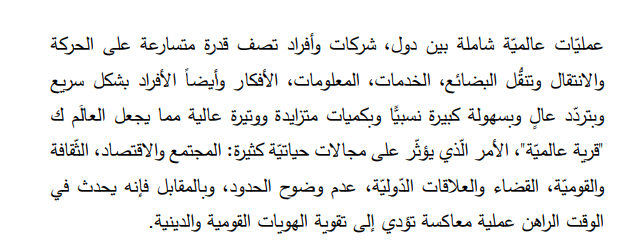 عمليّات عالميّة شاملة بين دول، شركات وأفراد تصف قدرة متسارعة على الحركة
والانتقال وتنقُّل البضائع، الخدمات، المعلومات، الأفكار وأيضاً الأفراد بشكل سريع
وبتردّد عالٍ وبسهولة كبيرة نسبيًّا وبكميات متزايدة ووتيرة عالية مما يجعل العالَم ك
"قرية عالميّة"، الأمر الّذي يؤثّر على مجالات حياتيّة كثيرة: المجتمع والاقتصاد، الثّقافة
والقوميّة، القضاء والعلاقات الدّوليّة، عدم وضوح الحدود، وبالمقابل فإنه يحدث في
الوقت الراهن عملية معاكسة تؤدي إلى تقوية الهويات القومية والدينية.